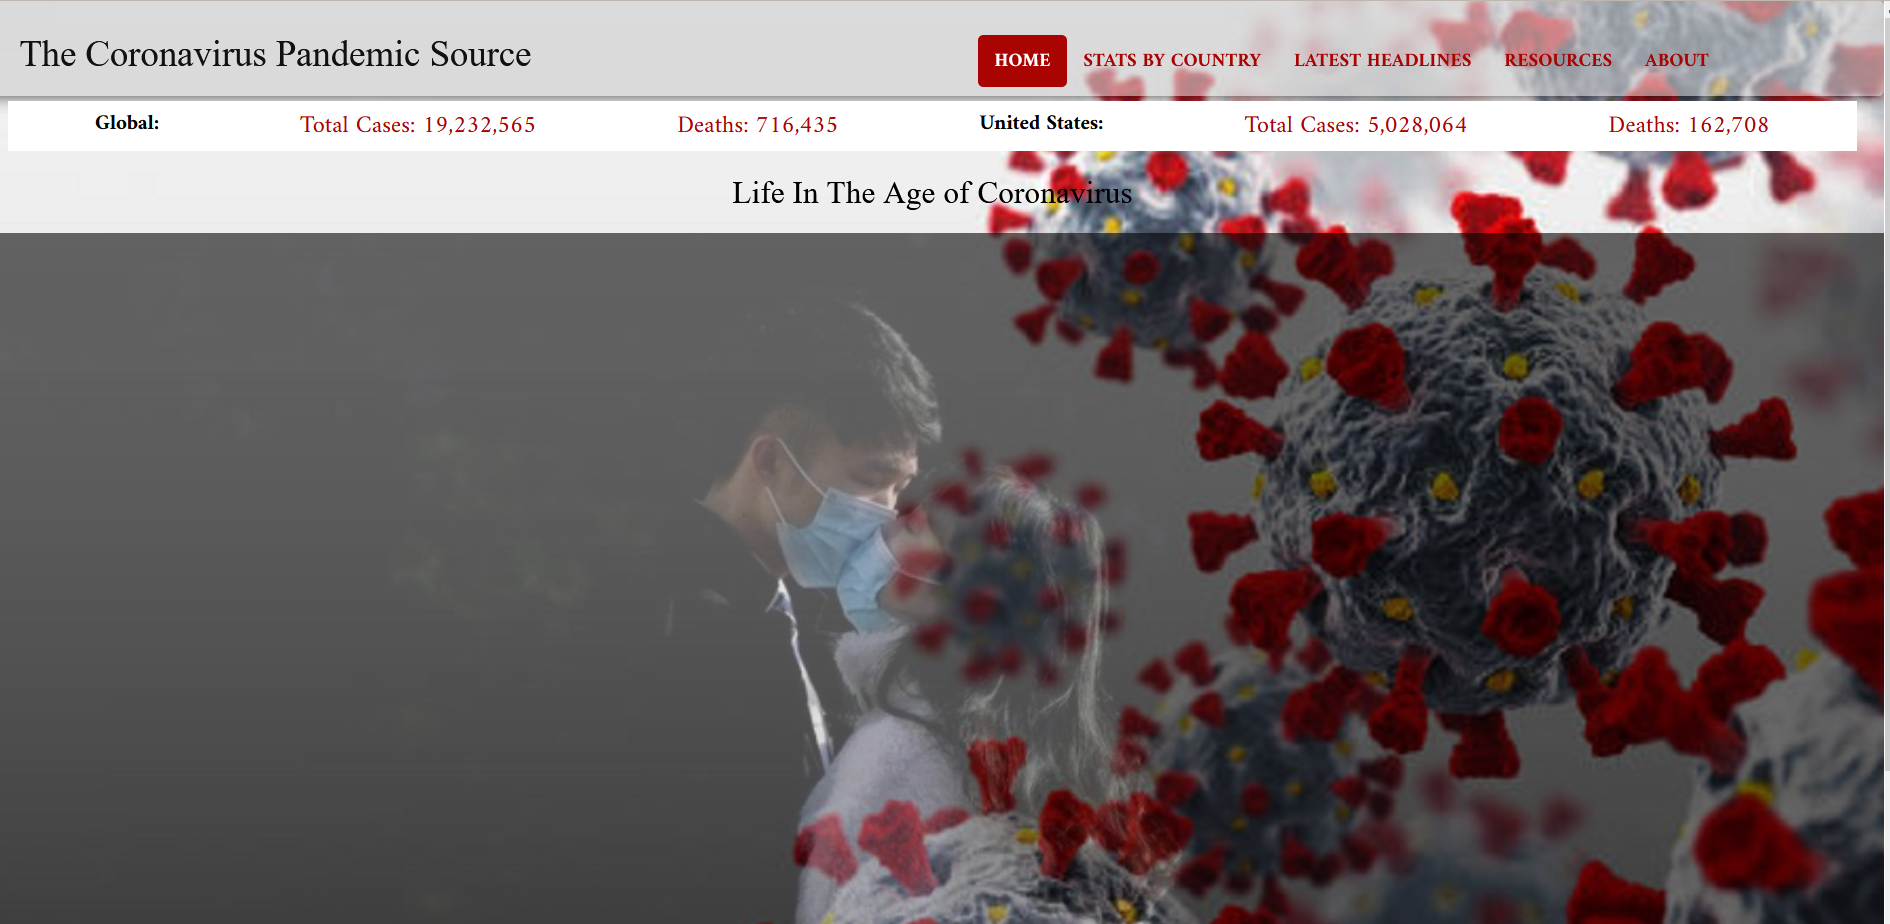 The Coronavirus Pandemic Source
HOME STATS BY COUNTRY LATEST HEADLINES RESOURCES ABOUT
Global: Total Cases: 19,232,565 Deaths: 716,435 United States: Total Cases: 5,028,064 Deaths: 162,708
Life In The Age of Coronavirus